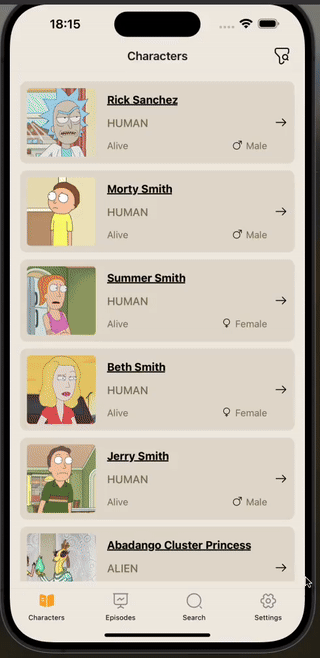 18:15
Characters
Rick Sanchez
HUMAN
Alive
Male
Morty Smith
HUMAN
Alive
Male
Summer Smith
HUMAN
Alive
Female
Beth Smith
HUMAN
Alive
Female
Jerry Smith
HUMAN
Alive
Male
Abadango Cluster Princess
ALIEN
Characters Episodes Search Settings